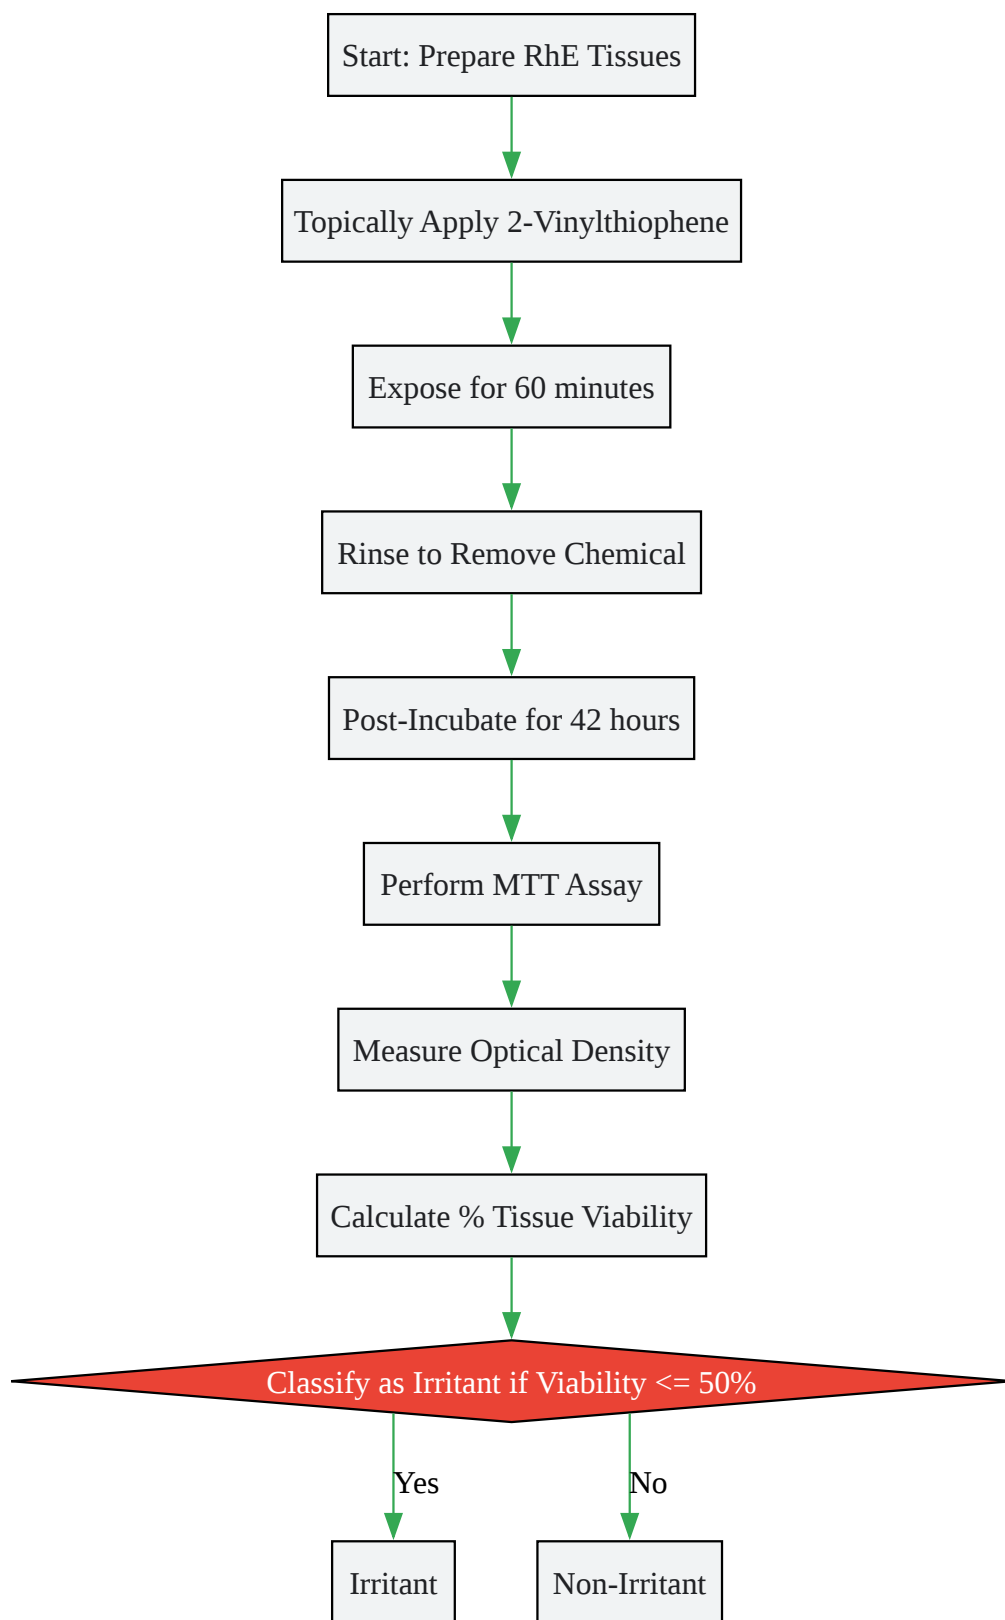 Start: Prepare RhE Tissues
Topically Apply 2-Vinylthiophene
Expose for 60 minutes
Rinse to Remove Chemical
Post-Incubate for 42 hours
Perform MTT Assay
Measure Optical Density
Calculate % Tissue Viability
Classify as Irritant if Viability <= 50%
Yes
No
Irritant
Non-Irritant